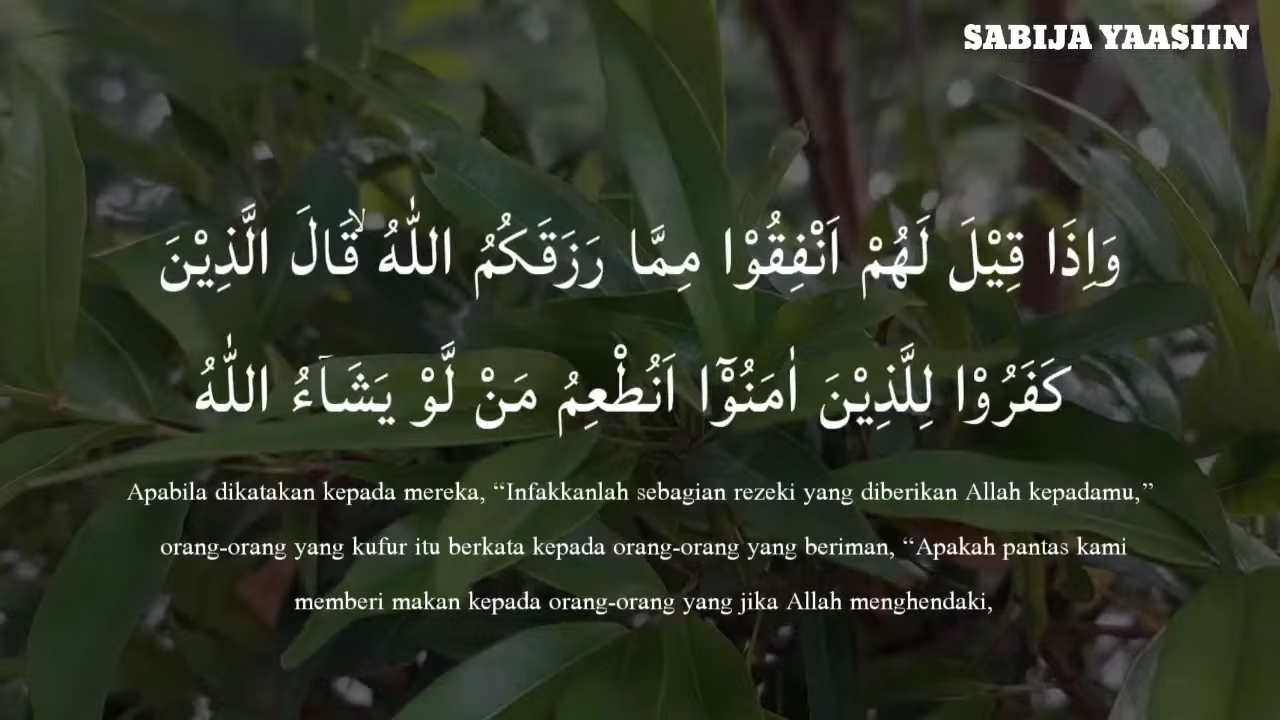 SABIJA YAASIIN
وَاِذَا قِيْلَ لَهُمْ اَنْفِقُوْا مِمَّا رَزَقَكُمُ اللّٰهُ ۙقَالَ الَّذِيْنَ
كَفَرُوْا لِلَّذِيْنَ اٰمَنُوْٓا اَنُطْعِمُ مَنْ لَّوْ يَشَاۤءُ اللّٰهُ
Apabila dikatakan kepada mereka, “Infakkanlah sebagian rezeki yang diberikan Allah kepadamu,”
orang-orang yang kufur itu berkata kepada orang-orang yang beriman, “Apakah pantas kami
memberi makan kepada orang-orang yang jika Allah menghendaki,